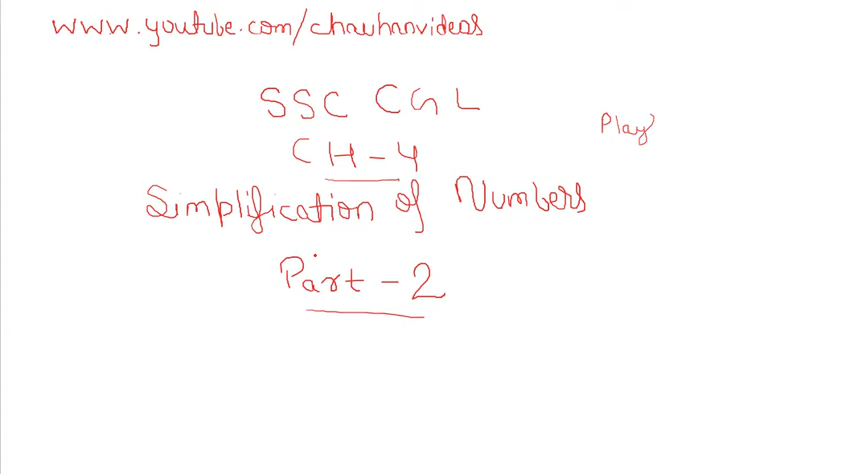 www.youtube.com/chauhanvideos
SSC CGL
Play
CH-4
Simplification of Numbers
Part-2